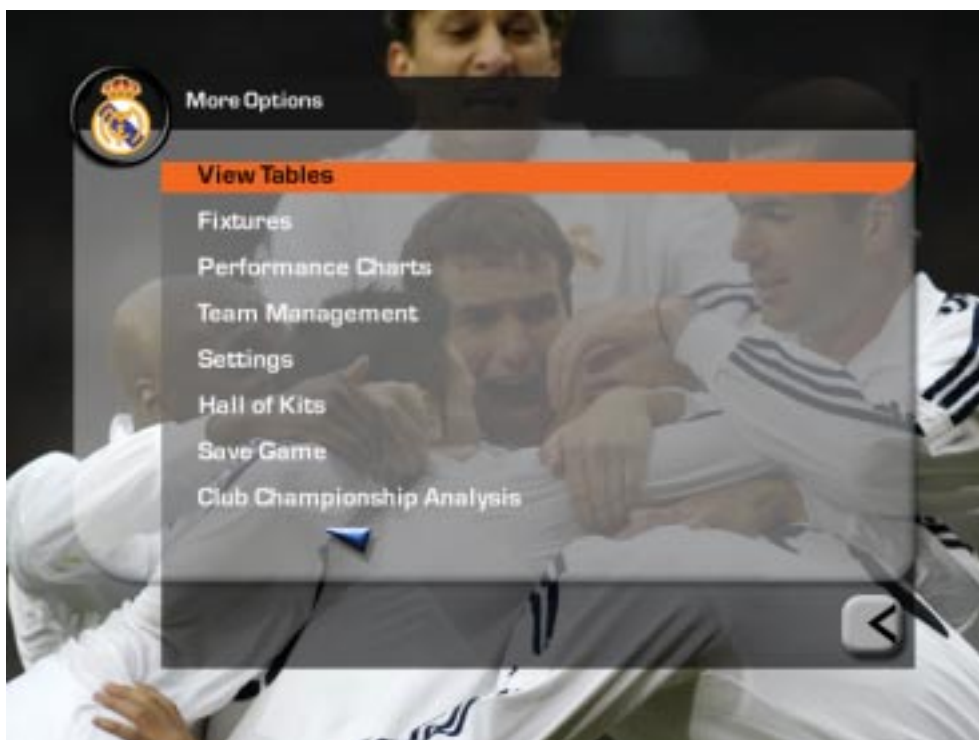 More Options
View Tables
Fixtures
Performance Charts
Team Management
Settings
Hall of Kits
Save Game
Club Championship Analysis